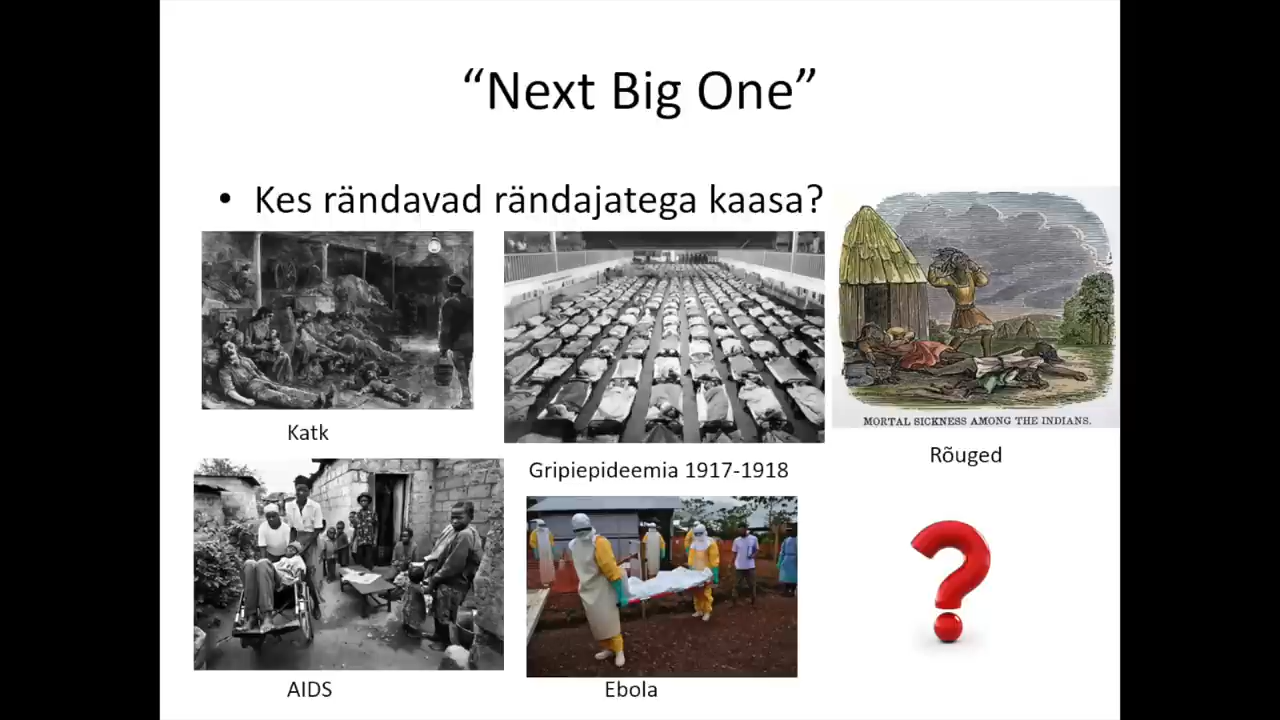 “Next Big One”
• Kes rändavad rändajatega kaasa?
MORTAL SICKNESS AMONG THE INDIANS.
Katk
Gripiepideemia 1917-1918
Rõuged
AIDS
Ebola